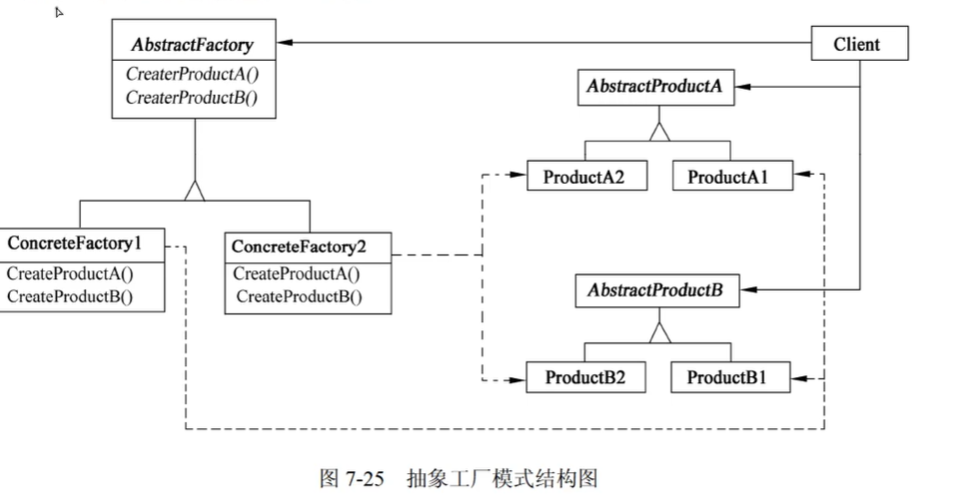 AbstractFactory
CreaterProductA()
CreaterProductB()
Client
AbstractProductA
ProductA2
ProductA1
ConcreteFactory1
CreateProductA()
CreateProductB()
ConcreteFactory2
CreateProductA()
CreateProductB()
AbstractProductB
ProductB2
ProductB1
图 7-25 抽象工厂模式结构图